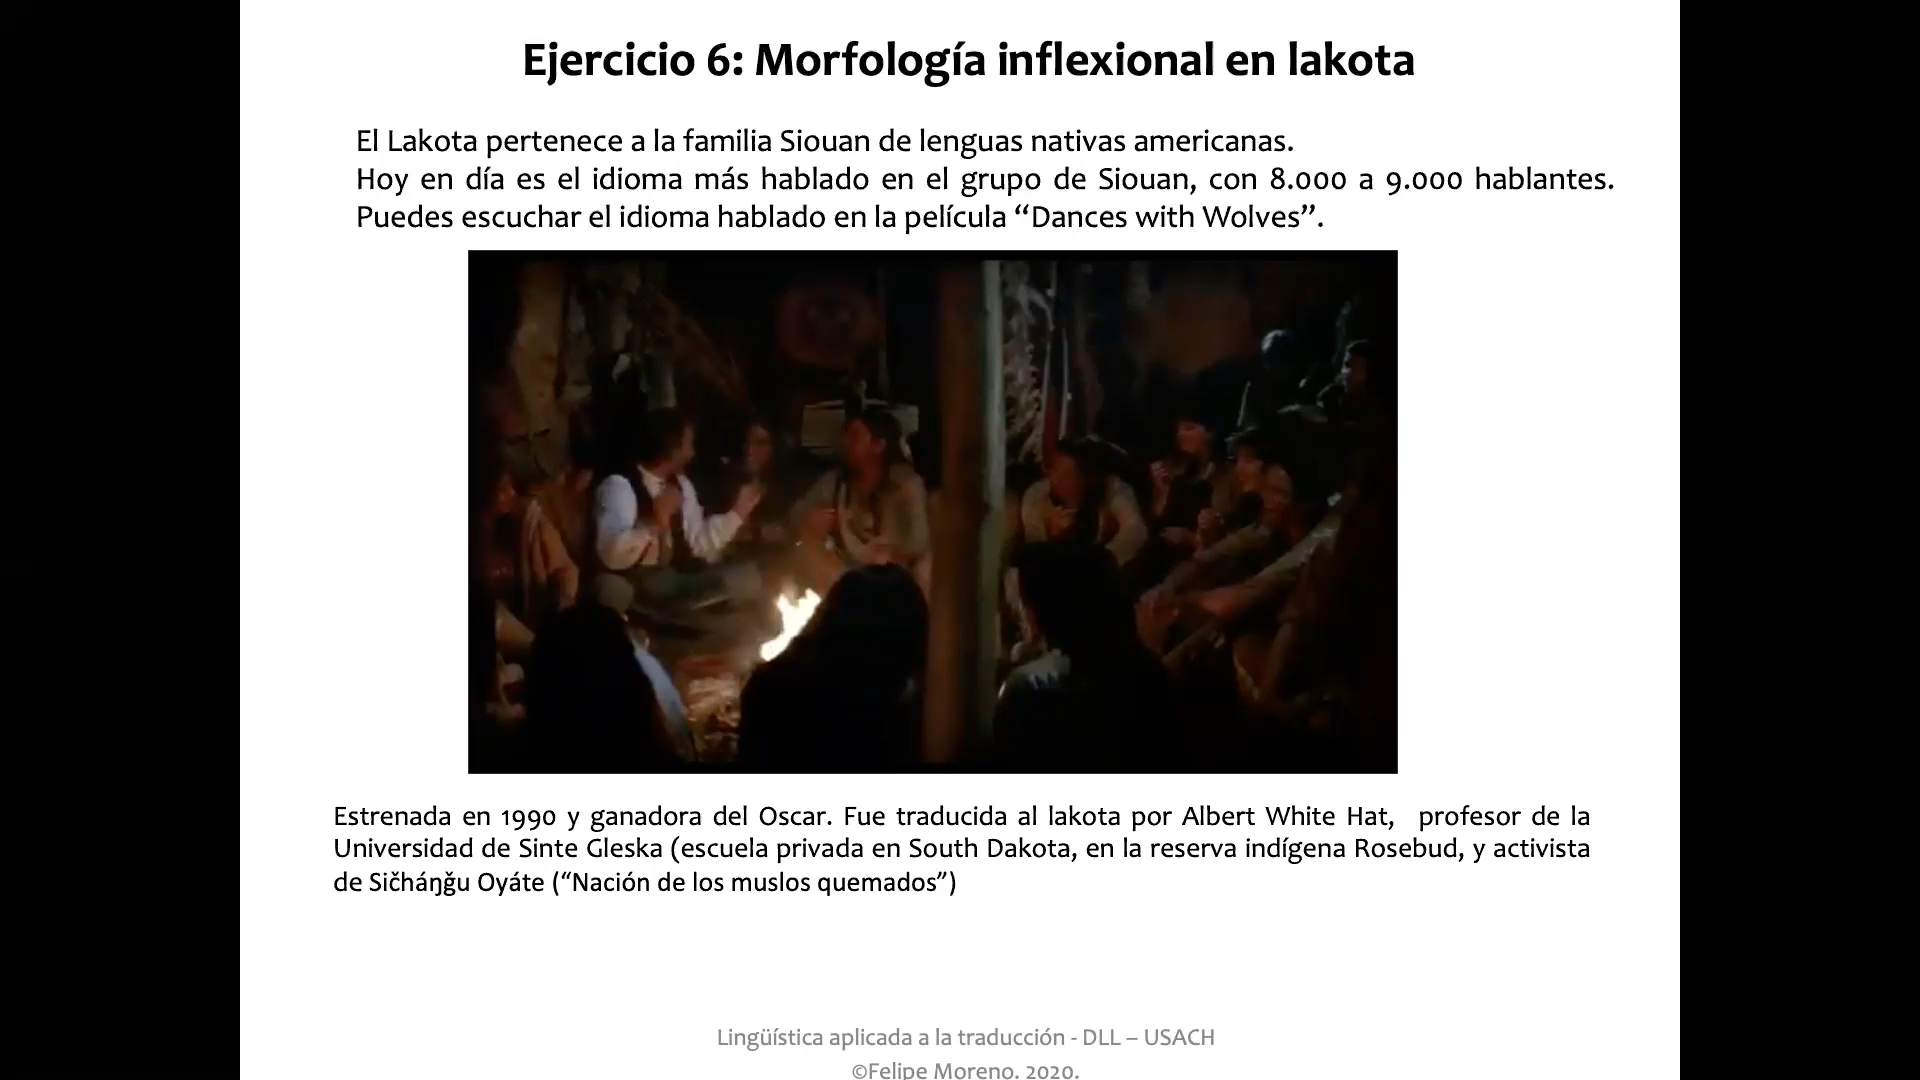 Ejercicio 6: Morfología inflexional en lakota
El Lakota pertenece a la familia Siouan de lenguas nativas americanas.
Hoy en día es el idioma más hablado en el grupo de Siouan, con 8.000 a 9.000 hablantes.
Puedes escuchar el idioma hablado en la película “Dances with Wolves”.
Estrenada en 1990 y ganadora del Oscar. Fue traducida al lakota por Albert White Hat, profesor de la
Universidad de Sinte Gleska (escuela privada en South Dakota, en la reserva indígena Rosebud, y activista
de Sičháŋǧu Oyáte (“Nación de los muslos quemados”)
Lingüística aplicada a la traducción - DLL – USACH
©Felipe Moreno. 2020.